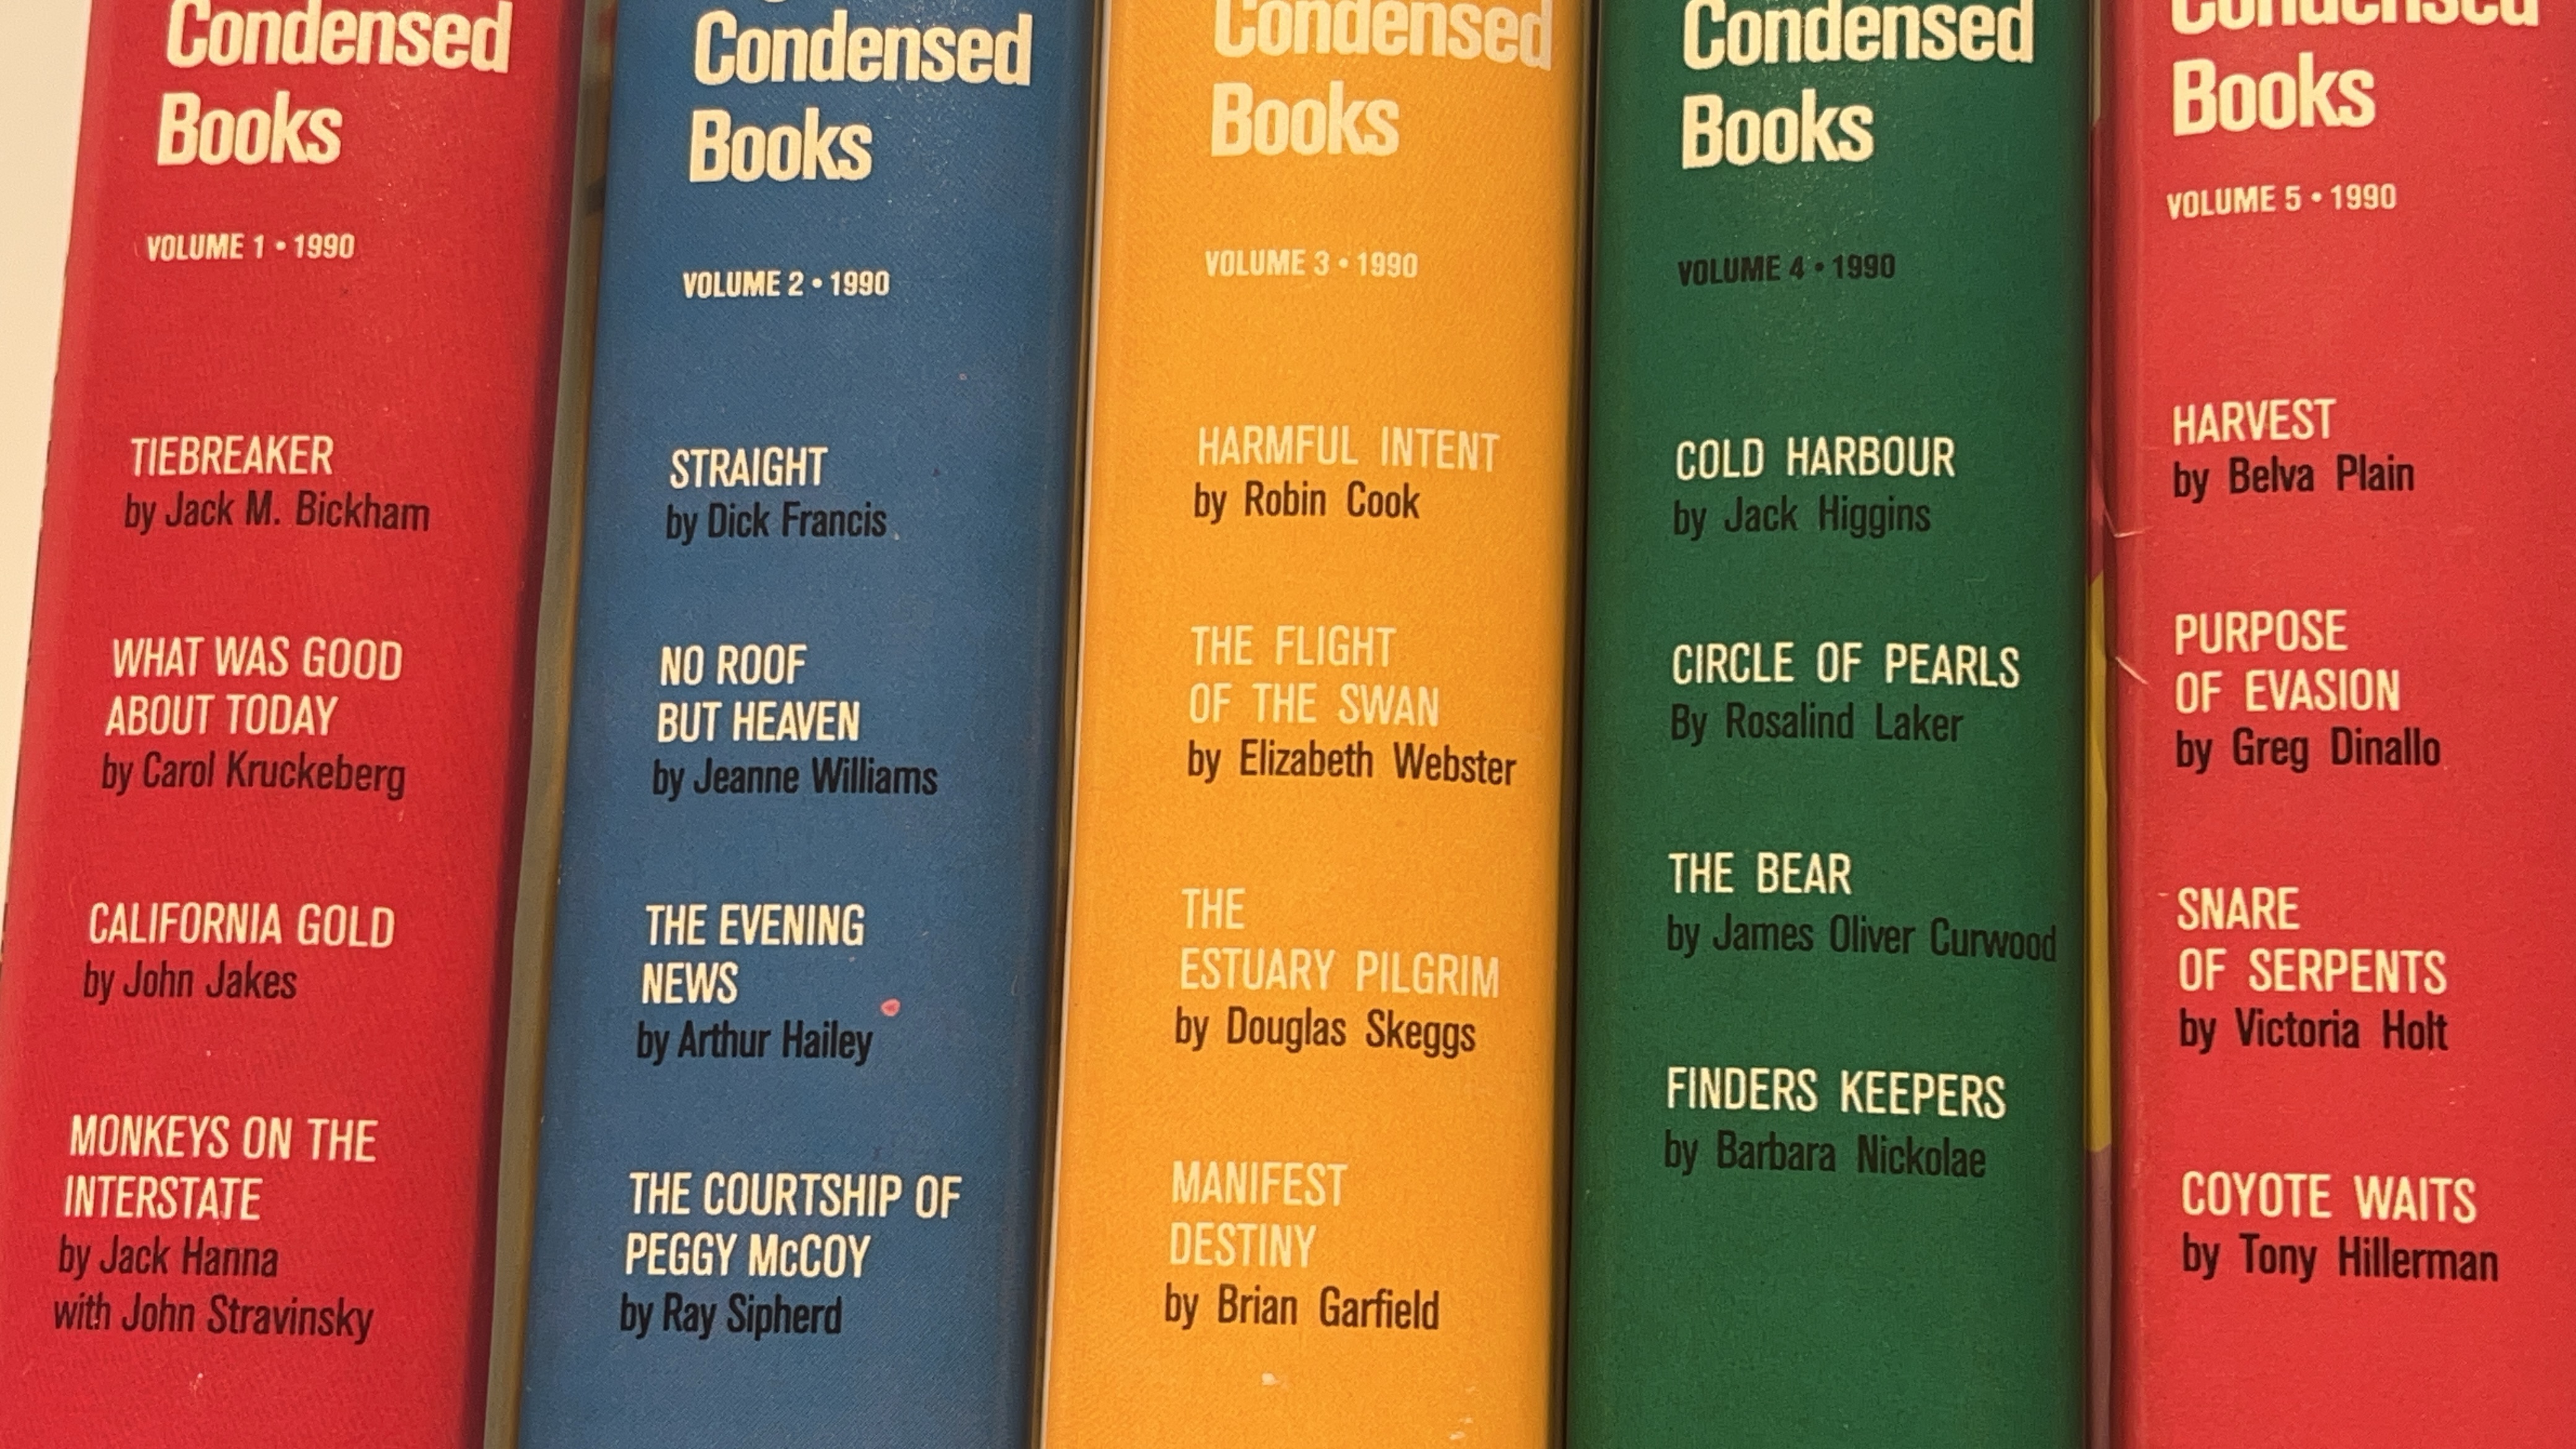 Condensed
Books
VOLUME 1 • 1990
TIEBREAKER
by Jack M. Bickham
WHAT WAS GOOD
ABOUT TODAY
by Carol Kruckeberg
CALIFORNIA GOLD
by John Jakes
MONKEYS ON THE
INTERSTATE
by Jack Hanna
with John Stravinsky
Condensed
Books
VOLUME 2 • 1990
STRAIGHT
by Dick Francis
NO ROOF
BUT HEAVEN
by Jeanne Williams
THE EVENING
NEWS
by Arthur Hailey
THE COURTSHIP OF
PEGGY McCOY
by Ray Sipherd
Condensed
Books
VOLUME 3 • 1990
HARMFUL INTENT
by Robin Cook
THE FLIGHT
OF THE SWAN
by Elizabeth Webster
THE
ESTUARY PILGRIM
by Douglas Skeggs
MANIFEST
DESTINY
by Brian Garfield
Condensed
Books
VOLUME 4 • 1990
COLD HARBOUR
by Jack Higgins
CIRCLE OF PEARLS
By Rosalind Laker
THE BEAR
by James Oliver Curwood
FINDERS KEEPERS
by Barbara Nickolae
Condensed
Books
VOLUME 5 • 1990
HARVEST
by Belva Plain
PURPOSE
OF EVASION
by Greg Dinallo
SNARE
OF SERPENTS
by Victoria Holt
COYOTE WAITS
by Tony Hillerman